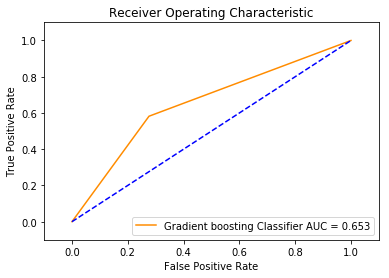 Receiver Operating Characteristic
1.0
0.8
0.6
0.4
0.2
0.0
True Positive Rate
Gradient boosting Classifier AUC = 0.653
0.0 0.2 0.4 0.6 0.8 1.0
False Positive Rate